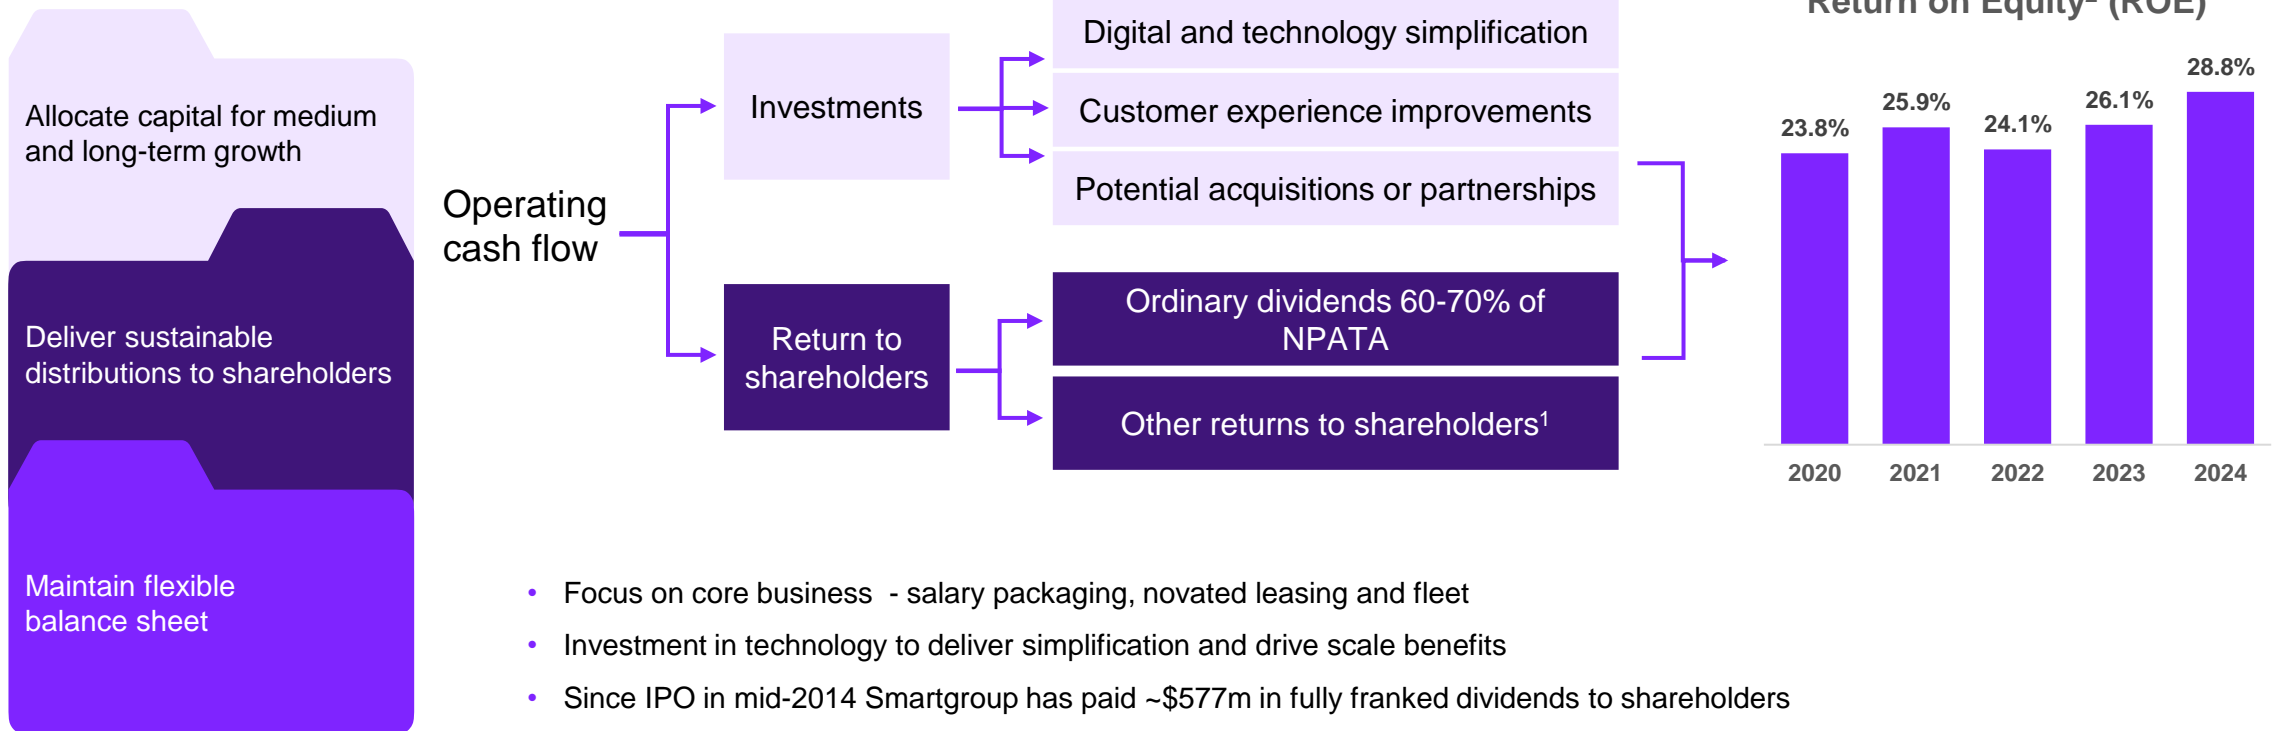 Allocate capital for medium
and long-term growth
Deliver sustainable
distributions to shareholders
Maintain flexible
balance sheet
Operating
cash flow
Investments
Return to
shareholders
Digital and technology simplification
Customer experience improvements
Potential acquisitions or partnerships
Ordinary dividends 60-70% of
NPATA
Other returns to shareholders¹
Return on Equity² (ROE)
23.8%
25.9%
24.1%
26.1%
28.8%
2020
2021
2022
2023
2024
• Focus on core business - salary packaging, novated leasing and fleet
• Investment in technology to deliver simplification and drive scale benefits
• Since IPO in mid-2014 Smartgroup has paid ~$577m in fully franked dividends to shareholders